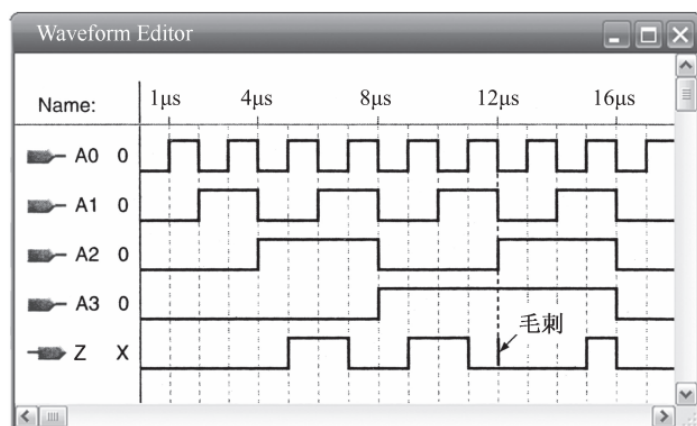 Waveform Editor
Name: 1μs 4μs 8μs 12μs 16μs
A0 0
A1 0
A2 0
A3 0
毛刺
Z X